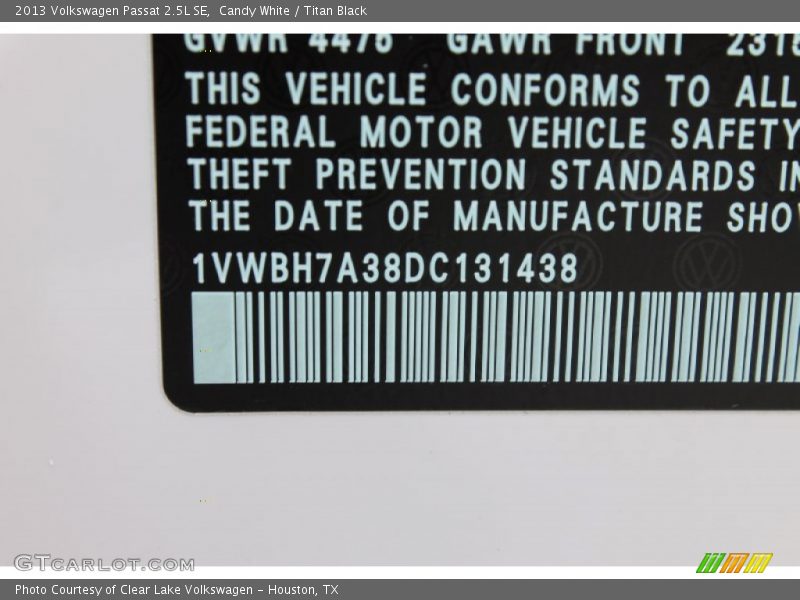 2013 Volkswagen Passat 2.5L SE, Candy White / Titan Black
GVWR 4475 GAWR FRONT 231
THIS VEHICLE CONFORMS TO ALL
FEDERAL MOTOR VEHICLE SAFETY
THEFT PREVENTION STANDARDS IN
THE DATE OF MANUFACTURE SHO
1VWBH7A38DC131438
GTCARLOT.COM
Photo Courtesy of Clear Lake Volkswagen - Houston, TX